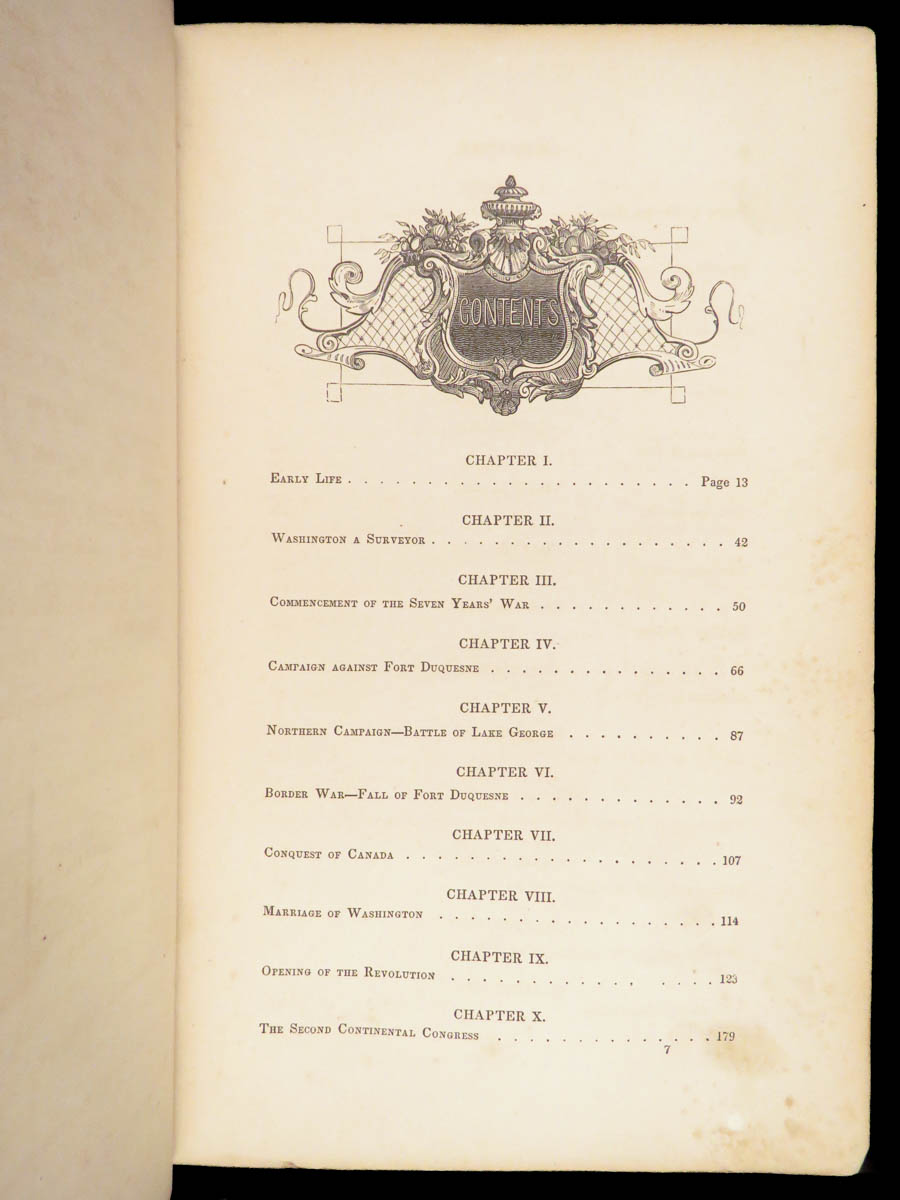 CONTENTS
CHAPTER I.
Early Life . . . . . . . . . . . . . . . . . . . . . . Page 13
CHAPTER II.
Washington a Surveyor . . . . . . . . . . . . . . . . . . . 42
CHAPTER III.
Commencement of the Seven Years' War . . . . . . . . . . . . 50
CHAPTER IV.
Campaign against Fort Duquesne . . . . . . . . . . . . . . . 66
CHAPTER V.
Northern Campaign—Battle of Lake George . . . . . . . . . . 87
CHAPTER VI.
Border War—Fall of Fort Duquesne . . . . . . . . . . . . . 92
CHAPTER VII.
Conquest of Canada . . . . . . . . . . . . . . . . . . . . 107
CHAPTER VIII.
Marriage of Washington . . . . . . . . . . . . . . . . . . 114
CHAPTER IX.
Opening of the Revolution . . . . . . . . . . . . . . . . 123
CHAPTER X.
The Second Continental Congress . . . . . . . . . . . . . . 179
7